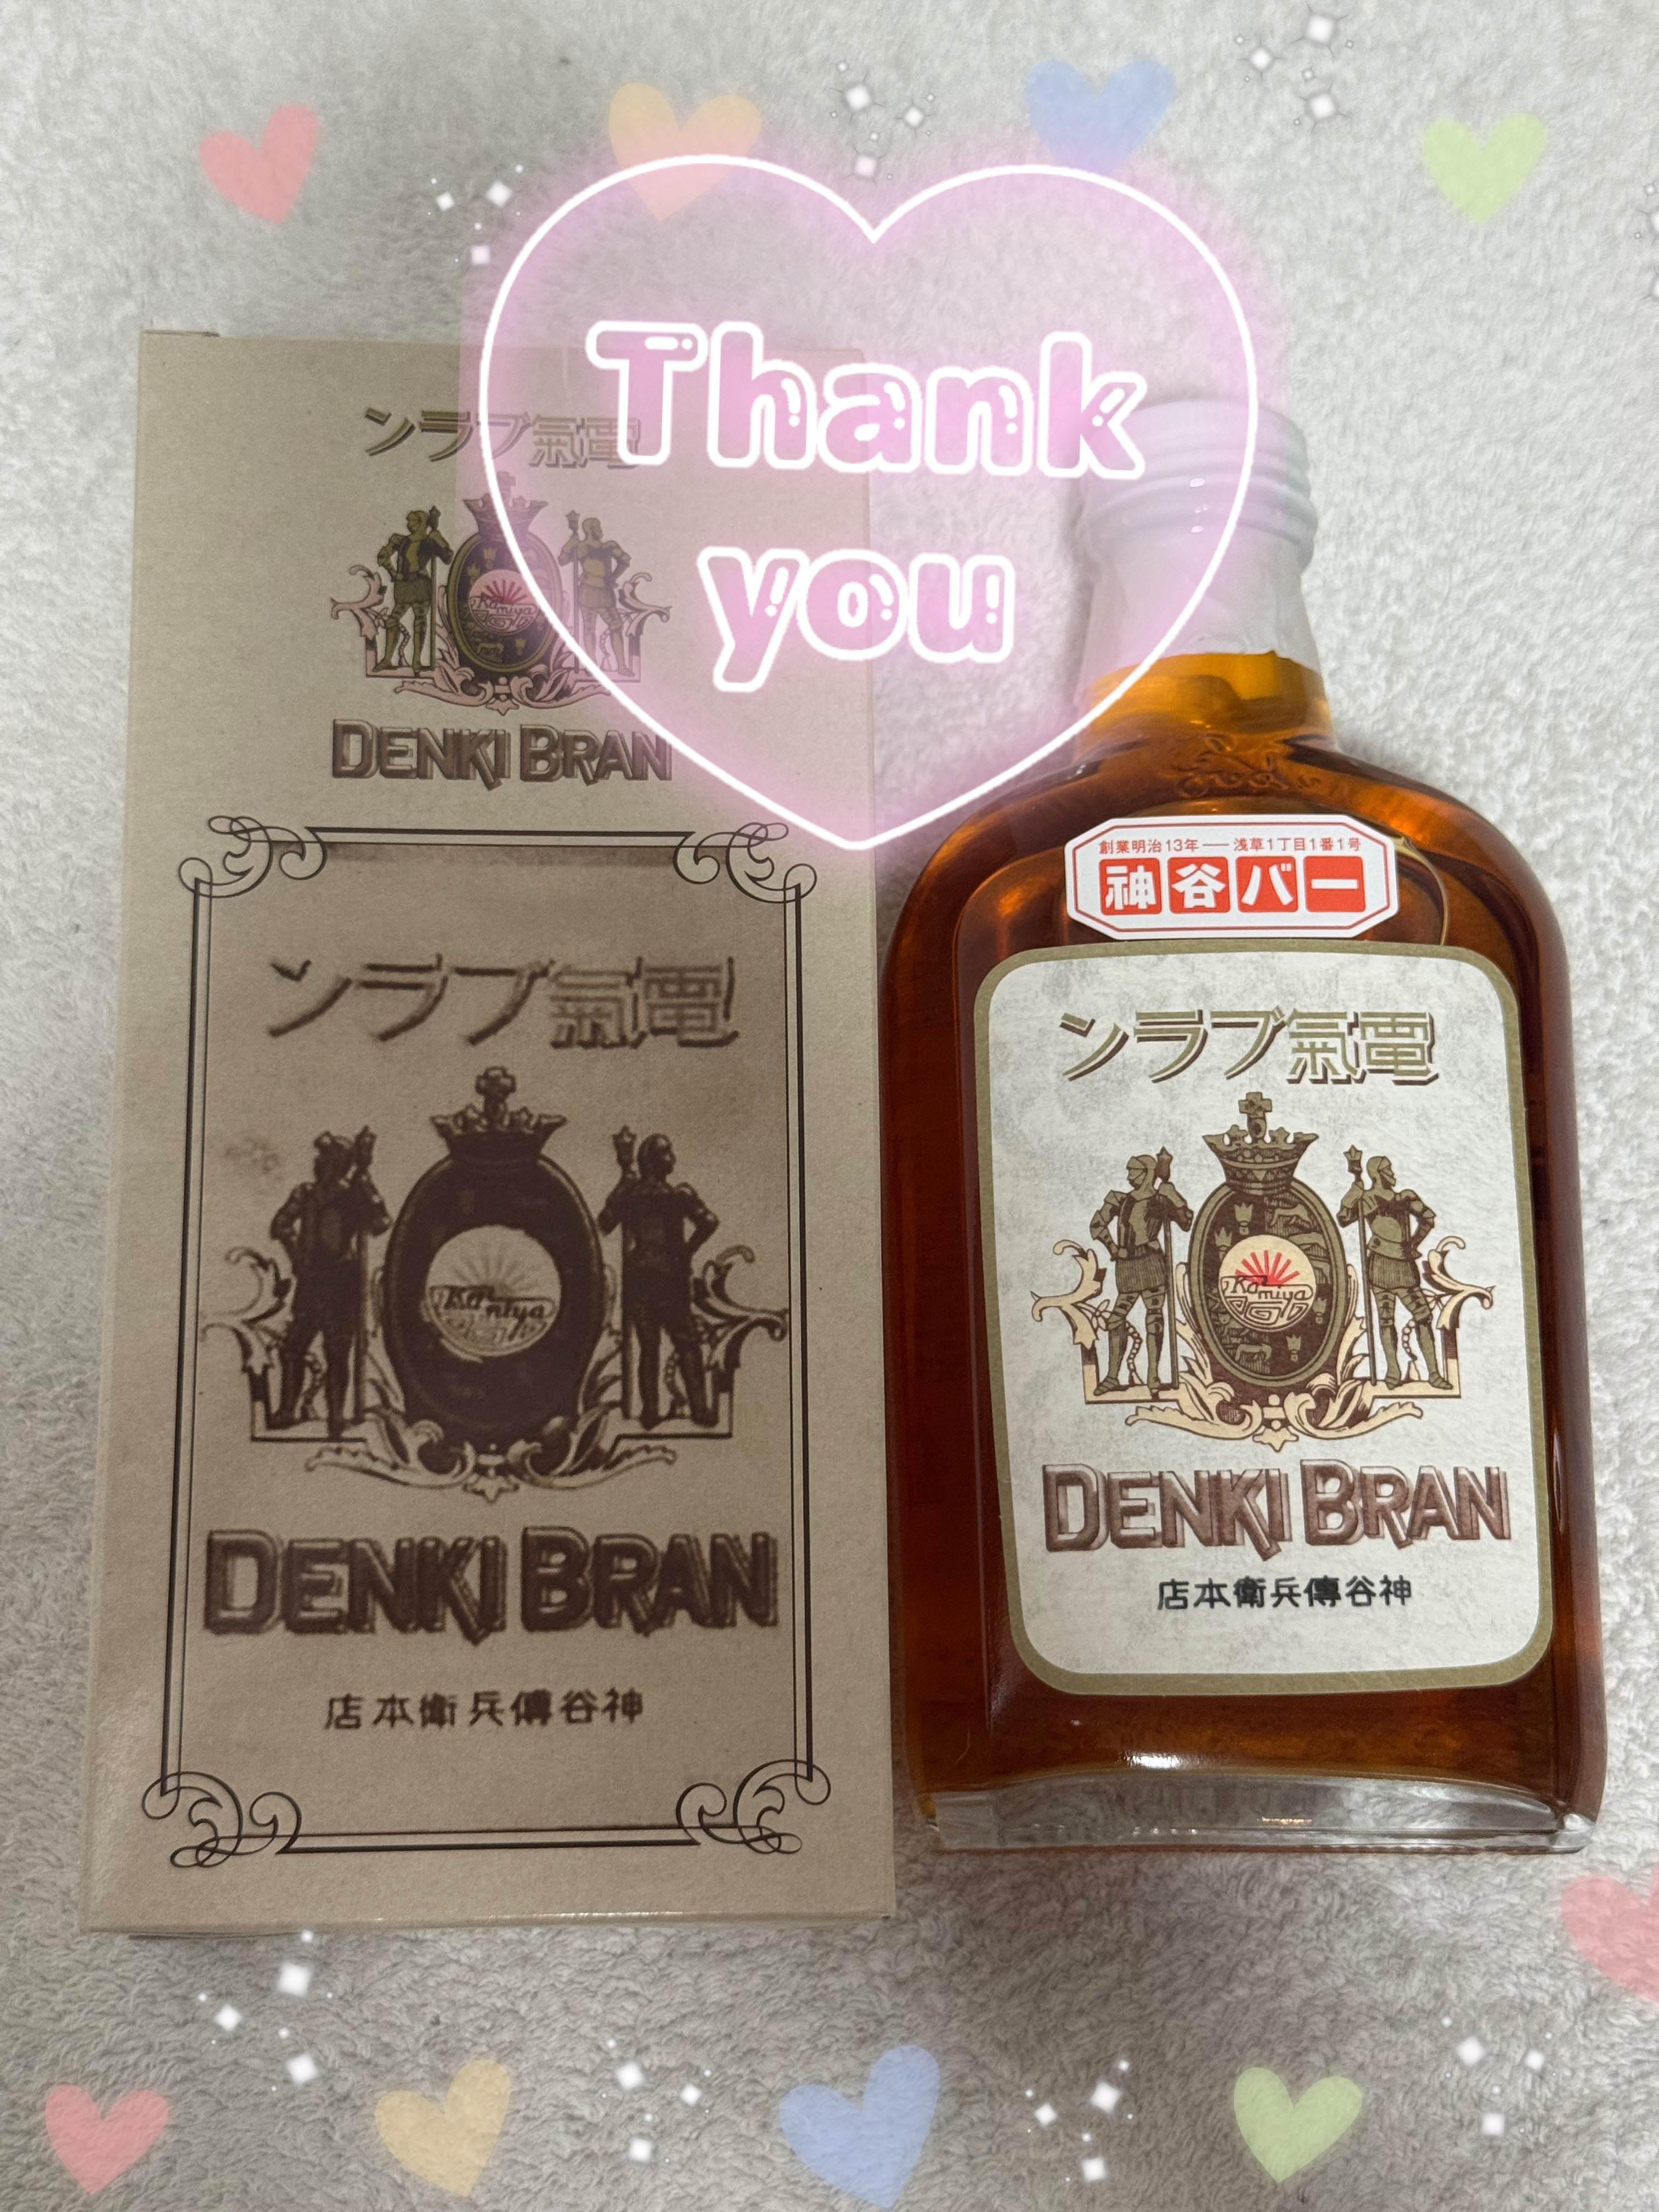 Thank
you
ンラブ氣電
Kamiya
DENKI BRAN
ンラブ氣電
Kamiya
DENKI BRAN
店本衛兵傳谷神
創業明治13年──浅草1丁目1番1号
神谷バー
ンラブ氣電
Kamiya
DENKI BRAN
店本衛兵傳谷神